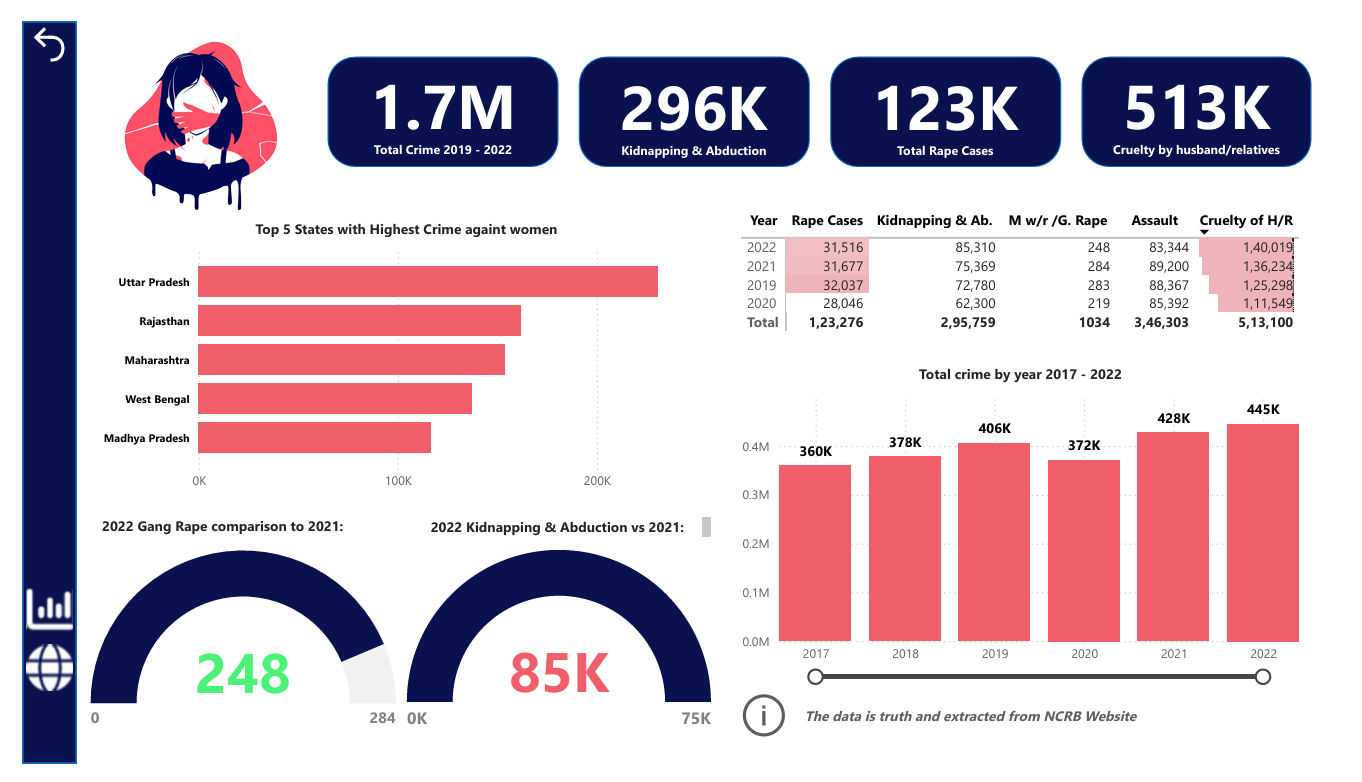 1.7M
Total Crime 2019 - 2022
296K
Kidnapping & Abduction
123K
Total Rape Cases
513K
Cruelty by husband/relatives
Top 5 States with Highest Crime againt women
Uttar Pradesh
Rajasthan
Maharashtra
West Bengal
Madhya Pradesh
0K 100K 200K
Year Rape Cases Kidnapping & Ab. M w/r /G. Rape Assault Cruelty of H/R
2022 31,516 85,310 248 83,344 1,40,019
2021 31,677 75,369 284 89,200 1,36,234
2019 32,037 72,780 283 88,367 1,25,298
2020 28,046 62,300 219 85,392 1,11,549
Total 1,23,276 2,95,759 1034 3,46,303 5,13,100
Total crime by year 2017 - 2022
360K 378K 406K 372K 428K 445K
0.4M
0.3M
0.2M
0.1M
0.0M
2017 2018 2019 2020 2021 2022
2022 Gang Rape comparison to 2021:
248
0 284
2022 Kidnapping & Abduction vs 2021:
85K
0K 75K
i
The data is truth and extracted from NCRB Website